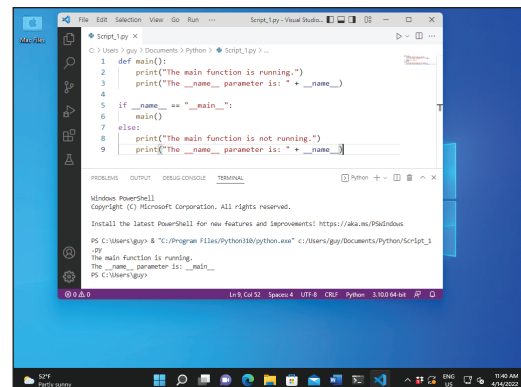 Mac Files
File Edit Selection View Go Run ··· Script_1.py - Visual Studio...
Script_1.py
C: > Users > guy > Documents > Python > Script_1.py > ...
1 def main():
2 print("The main function is running.")
3 print("The __name__ parameter is: " + __name__)
4
5 if __name__ == "__main__":
6 main()
7 else:
8 print("The main function is not running.")
9 print("The __name__ parameter is: " + __name__)
PROBLEMS OUTPUT DEBUG CONSOLE TERMINAL Python
Windows PowerShell
Copyright (C) Microsoft Corporation. All rights reserved.
Install the latest PowerShell for new features and improvements! https://aka.ms/PSWindows
PS C:\Users\guy> & "C:/Program Files/Python310/python.exe" c:/Users/guy/Documents/Python/Script_1
.py
The main function is running.
The __name__ parameter is: __main__
PS C:\Users\guy>
0 0 Ln 9, Col 52 Spaces: 4 UTF-8 CRLF Python 3.10.0 64-bit
52°F
Partly sunny
ENG
US
11:40 AM
4/14/2022